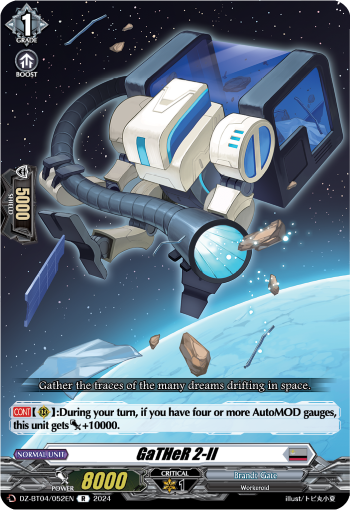 1
GRADE
BOOST
5000
SHIELD
Gather the traces of the many dreams drifting in space.
CONT【 】:During your turn, if you have four or more AutoMOD gauges,
this unit gets +10000.
NORMAL UNIT
GaTHeR 2-II
POWER
8000
CRITICAL
1
Brandt Gate
Workeroid
DZ-BT04/052EN R 2024
illust/トビ丸小夏